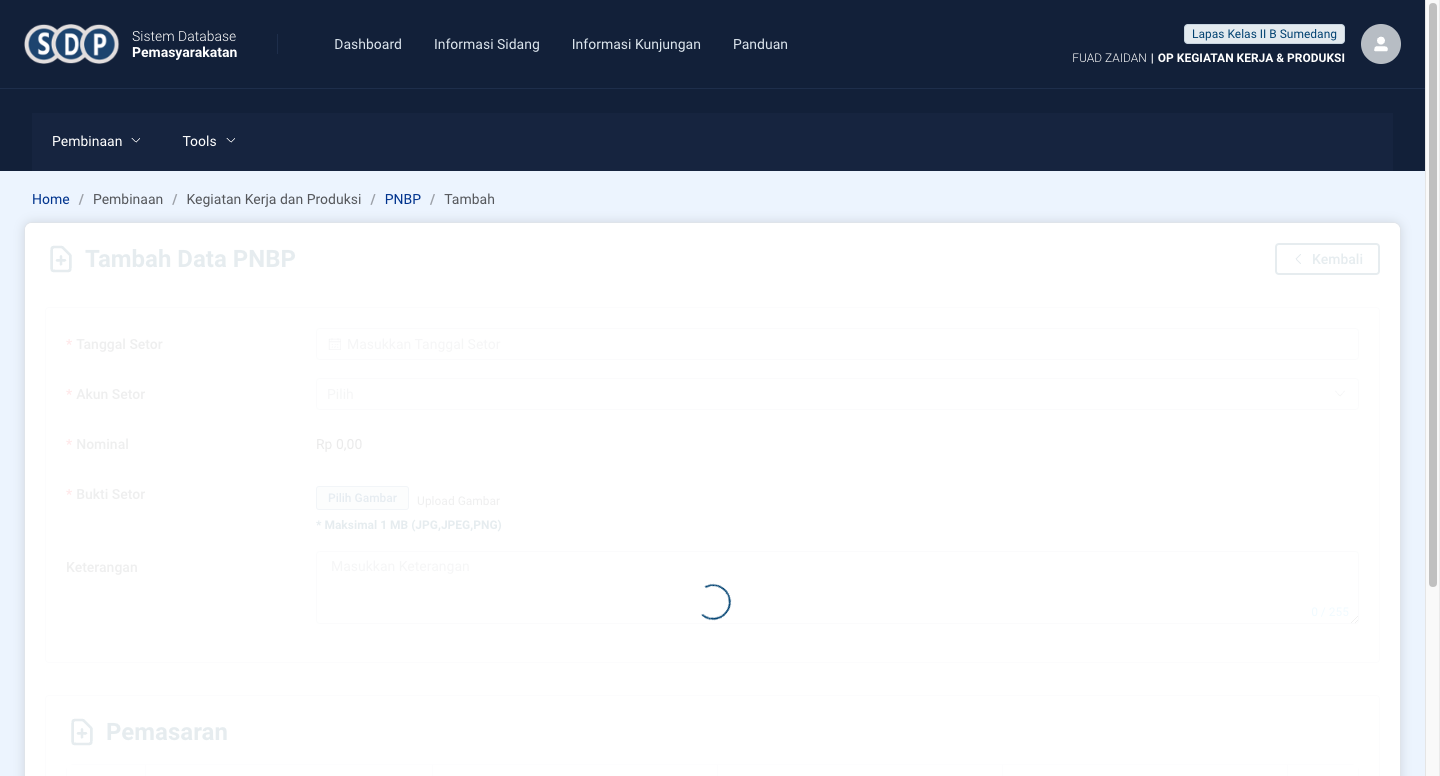 SDP
Sistem Database
Pemasyarakatan
Dashboard
Informasi Sidang
Informasi Kunjungan
Panduan
Lapas Kelas II B Sumedang
FUAD ZAIDAN | OP KEGIATAN KERJA & PRODUKSI
Pembinaan
Tools
Home / Pembinaan / Kegiatan Kerja dan Produksi / PNBP / Tambah
Tambah Data PNBP
Kembali
* Tanggal Setor
Masukkan Tanggal Setor
* Akun Setor
Pilih
* Nominal
Rp 0,00
* Bukti Setor
Pilih Gambar
Upload Gambar
* Maksimal 1 MB (JPG,JPEG,PNG)
Keterangan
Masukkan Keterangan
Pemasaran